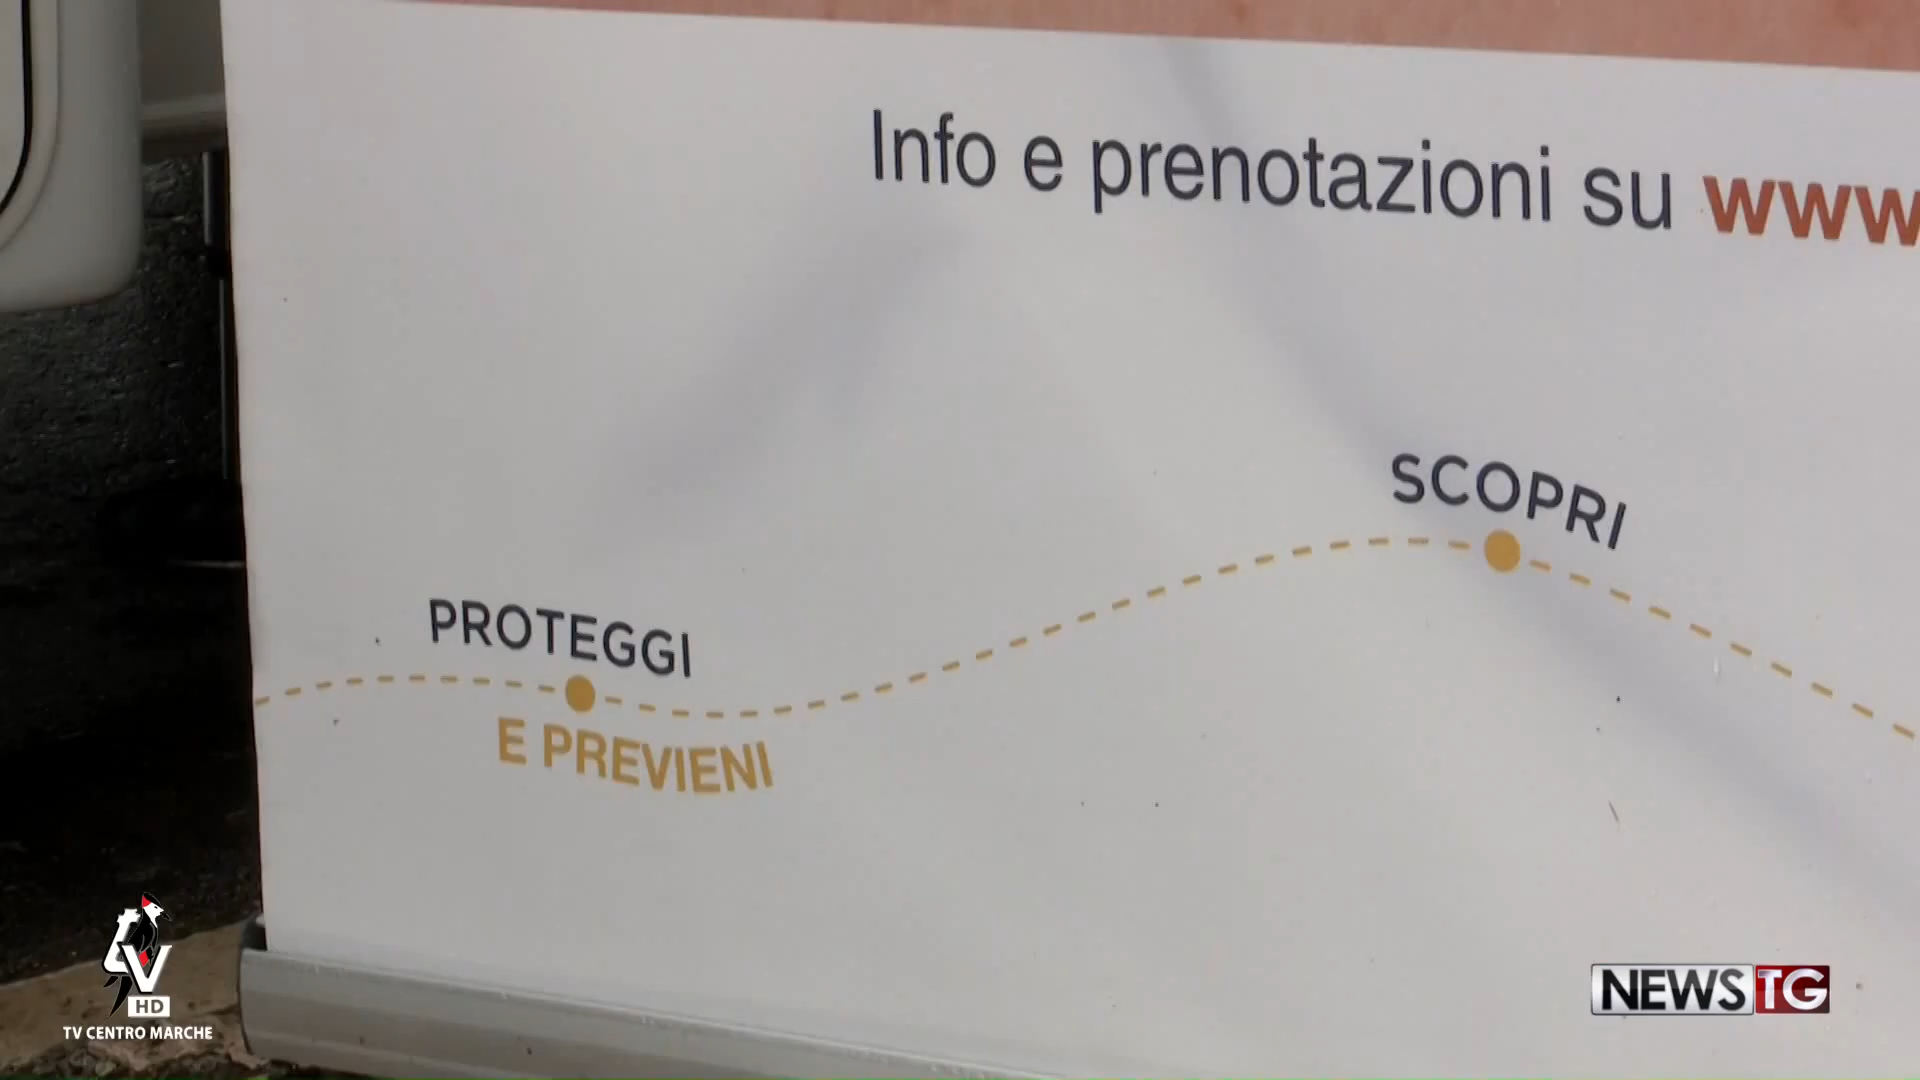 Info e prenotazioni su www
SCOPRI
PROTEGGI
E PREVIENI
HD
TV CENTRO MARCHE
NEWS TG